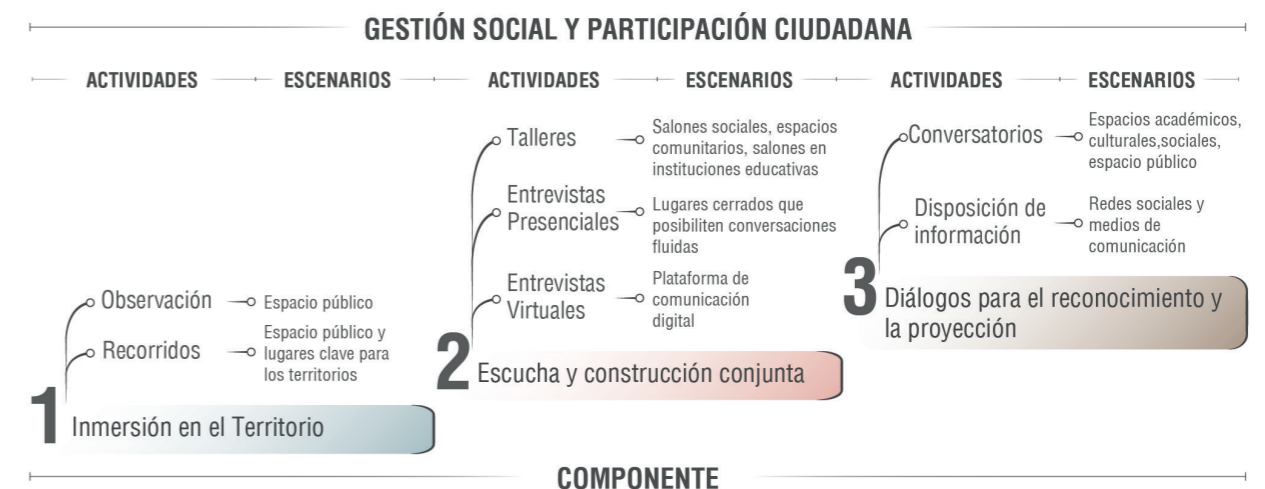 GESTIÓN SOCIAL Y PARTICIPACIÓN CIUDADANA
ACTIVIDADES
ESCENARIOS
Observación
Espacio público
Recorridos
Espacio público y
lugares clave para
los territorios
1
Inmersión en el Territorio
ACTIVIDADES
ESCENARIOS
Talleres
Salones sociales, espacios
comunitarios, salones en
instituciones educativas
Entrevistas
Presenciales
Lugares cerrados que
posibiliten conversaciones
fluidas
Entrevistas
Virtuales
Plataforma de
comunicación
digital
2
Escucha y construcción conjunta
ACTIVIDADES
ESCENARIOS
Conversatorios
Espacios académicos,
culturales,sociales,
espacio público
Disposición de
información
Redes sociales y
medios de
comunicación
3
Diálogos para el reconocimiento y
la proyección
COMPONENTE